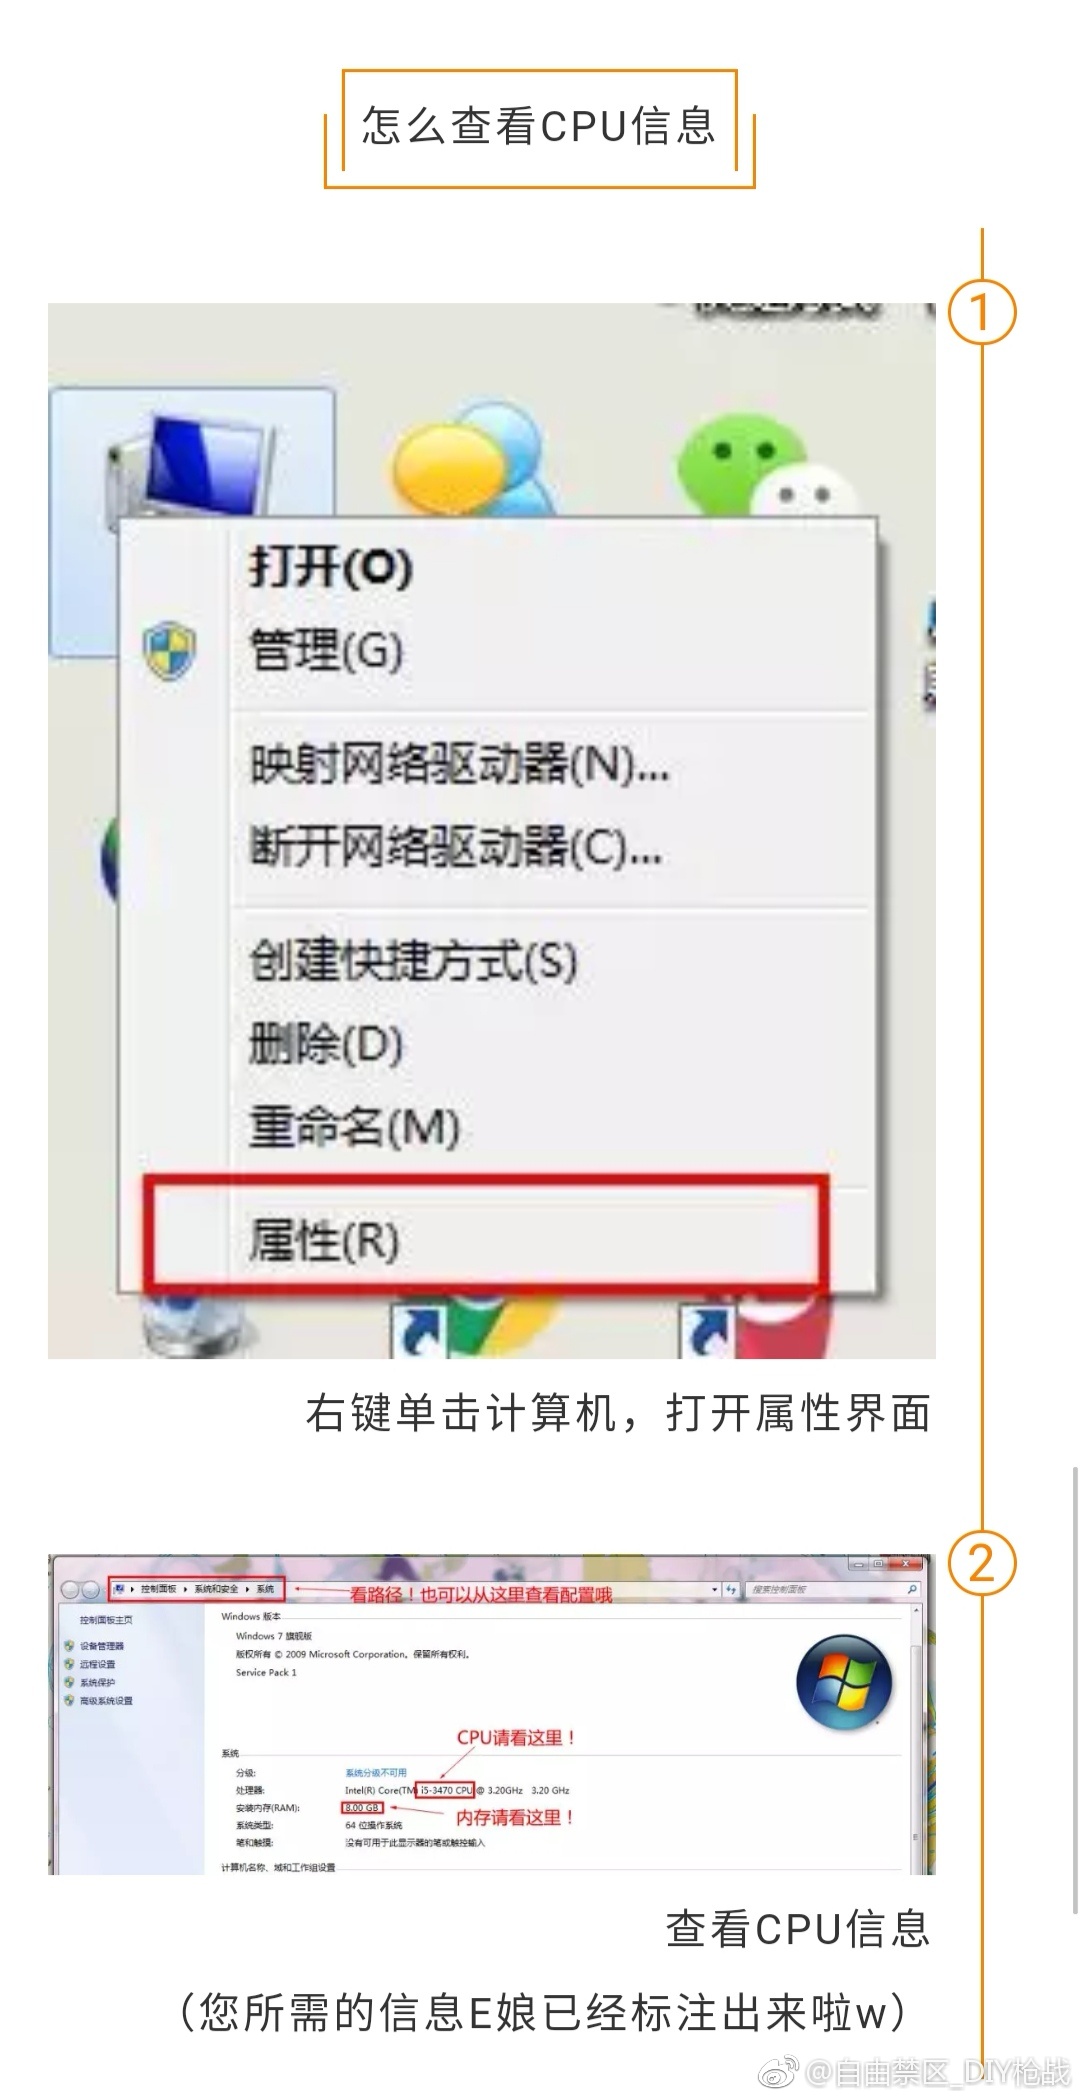 怎么查看CPU信息
1
打开(O)
管理(G)
映射网络驱动器(N)...
断开网络驱动器(C)...
创建快捷方式(S)
删除(D)
重命名(M)
属性(R)
右键单击计算机，打开属性界面
2
控制面板 系统和安全 系统
看路径！也可以从这里查看配置哦
搜索控制面板
控制面板主页
设备管理器
远程设置
系统保护
高级系统设置
Windows 版本
Windows 7 旗舰版
版权所有 © 2009 Microsoft Corporation。保留所有权利。
Service Pack 1
CPU请看这里！
系统
分级: 系统分级不可用
处理器: Intel(R) Core(TM) i5-3470 CPU @ 3.20GHz 3.20 GHz
安装内存(RAM): 8.00 GB
内存请看这里！
系统类型: 64 位操作系统
笔和触摸: 没有可用于此显示器的笔或触控输入
计算机名称、域和工作组设置
查看CPU信息
（您所需的信息E娘已经标注出来啦w）
@自由禁区_DIY枪战